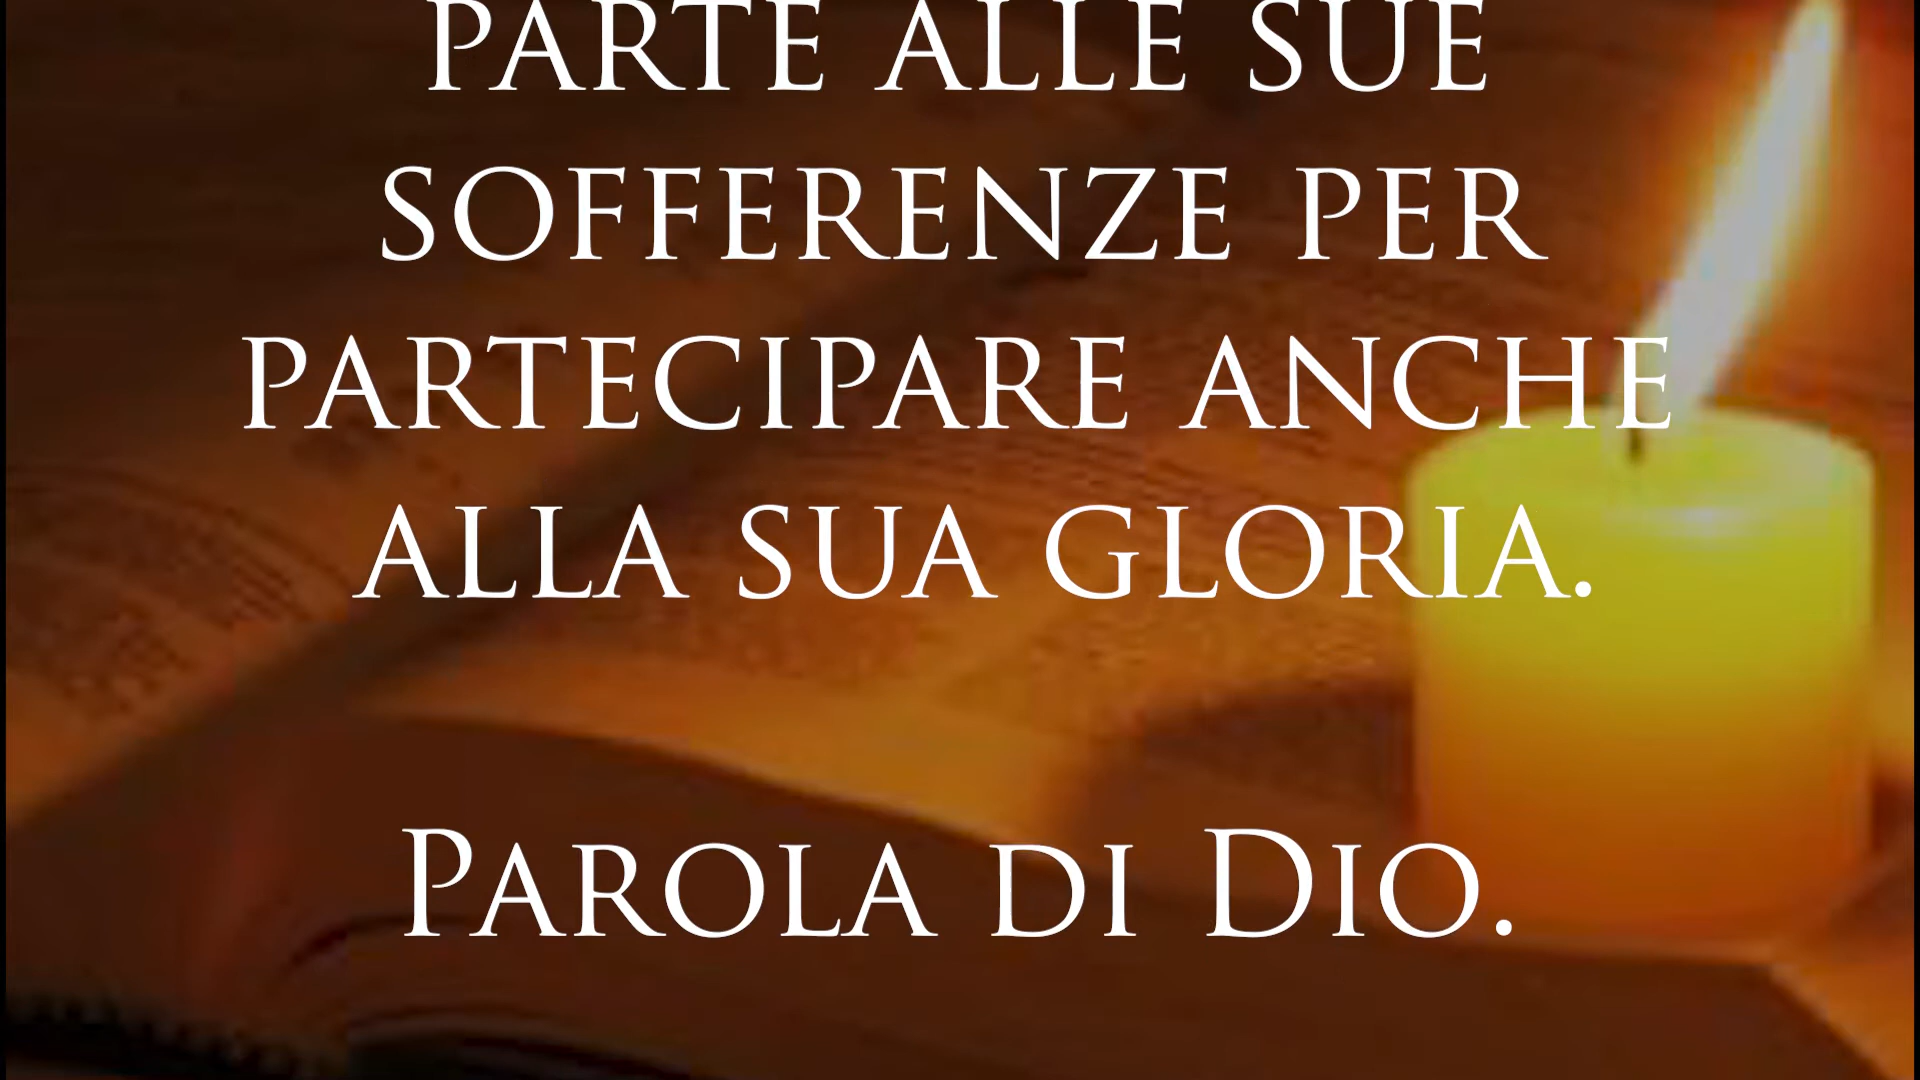 PARTE ALLE SUE
SOFFERENZE PER
PARTECIPARE ANCHE
ALLA SUA GLORIA.
PAROLA DI DIO.